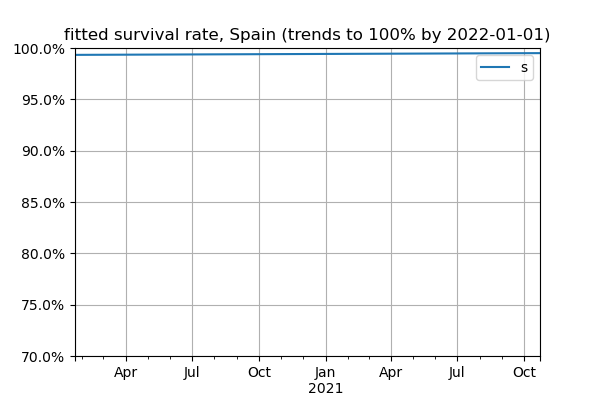 fitted survival rate, Spain (trends to 100% by 2022-01-01)
100.0%
s
95.0%
90.0%
85.0%
80.0%
75.0%
70.0%
Apr Jul Oct Jan Apr Jul Oct
2021